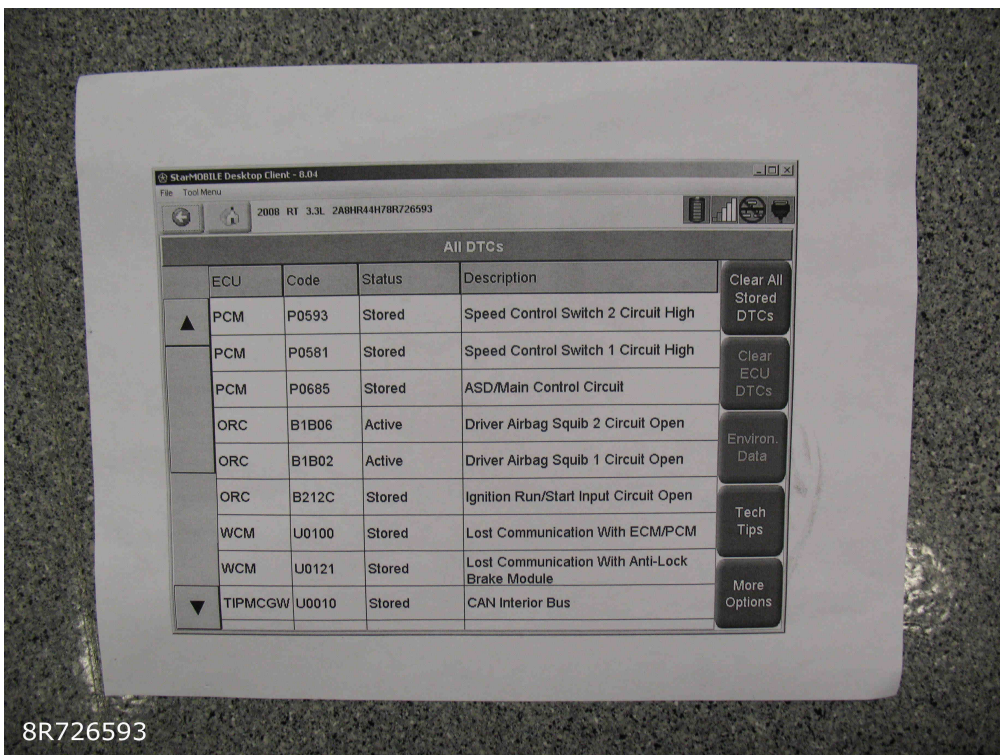 StarMOBILE Desktop Client - 8.04
File Tool Menu
2008 RT 3.3L 2A8HR44H78R726593
All DTCs
ECU Code Status Description
PCM P0593 Stored Speed Control Switch 2 Circuit High
PCM P0581 Stored Speed Control Switch 1 Circuit High
PCM P0685 Stored ASD/Main Control Circuit
ORC B1B06 Active Driver Airbag Squib 2 Circuit Open
ORC B1B02 Active Driver Airbag Squib 1 Circuit Open
ORC B212C Stored Ignition Run/Start Input Circuit Open
WCM U0100 Stored Lost Communication With ECM/PCM
WCM U0121 Stored Lost Communication With Anti-Lock
Brake Module
TIPMCGW U0010 Stored CAN Interior Bus
Clear All
Stored
DTCs
Clear
ECU
DTCs
Environ.
Data
Tech
Tips
More
Options
8R726593